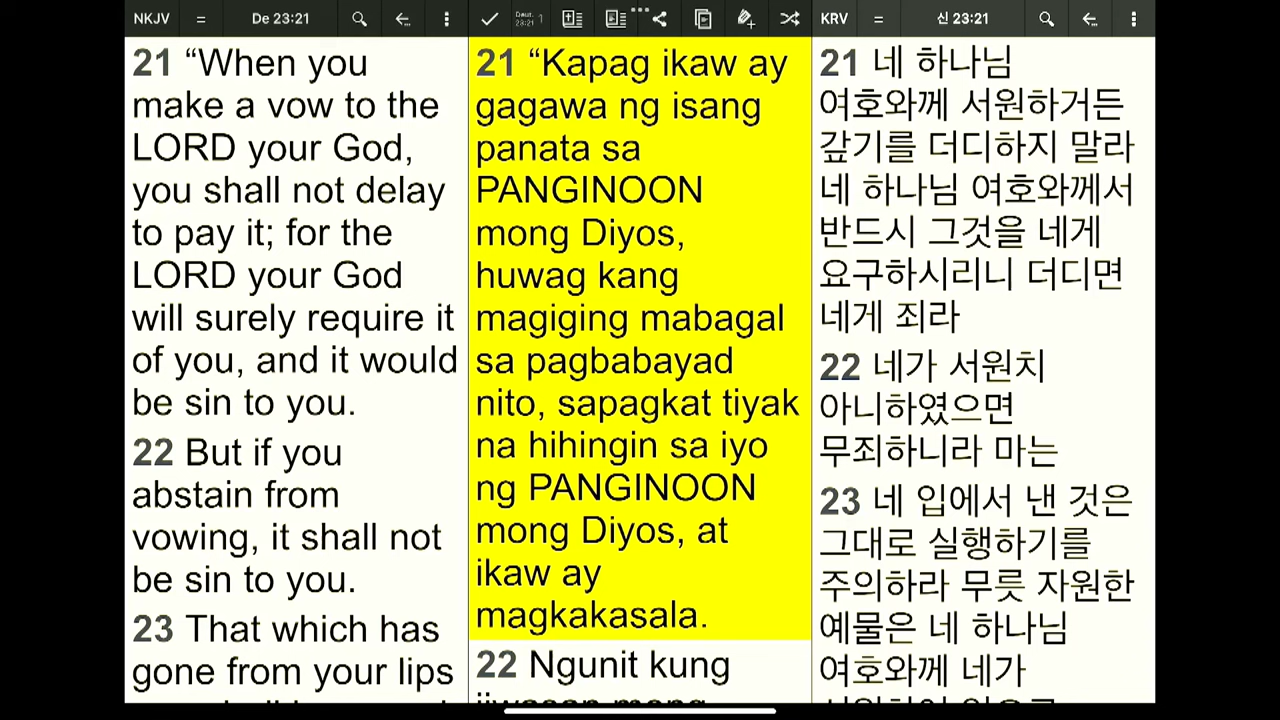 NKJV
=
De 23:21
Deut. 23:21
1
KRV
=
신 23:21
21 “When you
make a vow to the
LORD your God,
you shall not delay
to pay it; for the
LORD your God
will surely require it
of you, and it would
be sin to you.
22 But if you
abstain from
vowing, it shall not
be sin to you.
23 That which has
gone from your lips
21 “Kapag ikaw ay
gagawa ng isang
panata sa
PANGINOON
mong Diyos,
huwag kang
magiging mabagal
sa pagbabayad
nito, sapagkat tiyak
na hihingin sa iyo
ng PANGINOON
mong Diyos, at
ikaw ay
magkakasala.
22 Ngunit kung
21 네 하나님
여호와께 서원하거든
갚기를 더디하지 말라
네 하나님 여호와께서
반드시 그것을 네게
요구하시리니 더디면
네게 죄라
22 네가 서원치
아니하였으면
무죄하니라 마는
23 네 입에서 낸 것은
그대로 실행하기를
주의하라 무릇 자원한
예물은 네 하나님
여호와께 네가